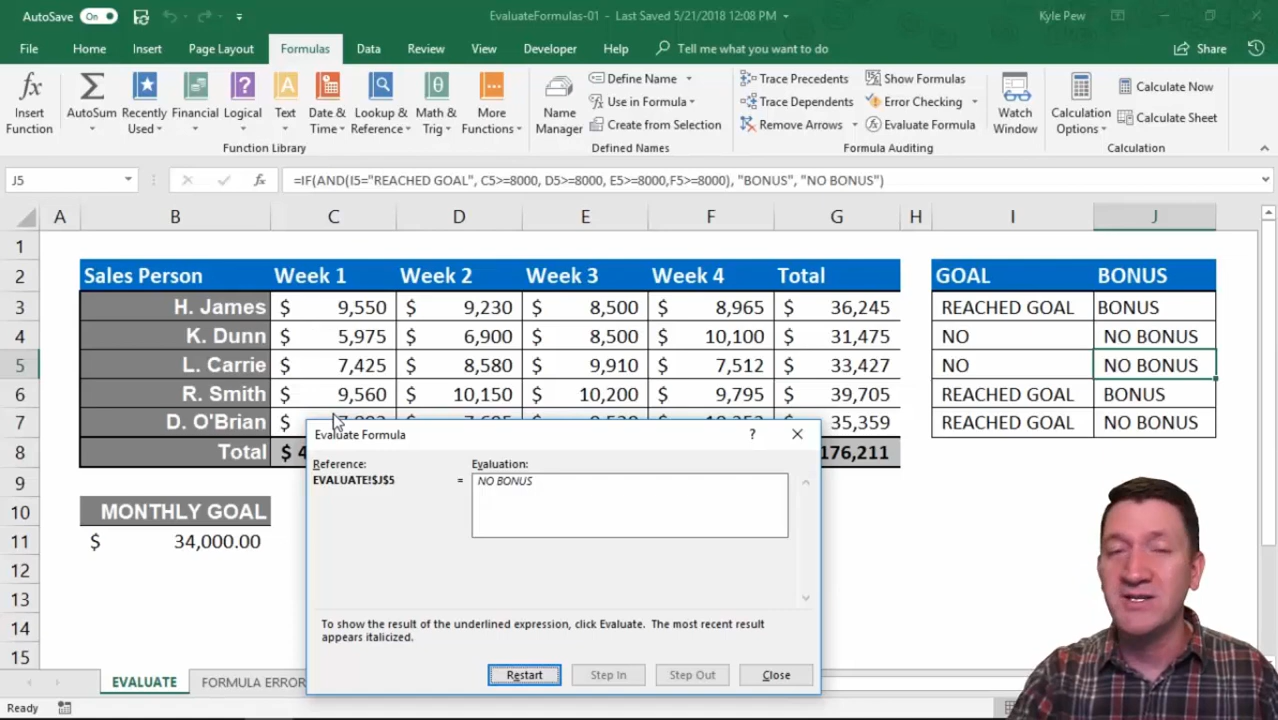 AutoSave On EvaluateFormulas-01 - Last Saved 5/21/2018 12:08 PM Kyle Pew
File Home Insert Page Layout Formulas Data Review View Developer Help Tell me what you want to do Share
Insert Function AutoSum Recently Used Financial Logical Text Date & Time Lookup & Reference Math & Trig More Functions
Function Library
Name Manager Define Name Use in Formula Create from Selection
Defined Names
Trace Precedents Show Formulas
Trace Dependents Error Checking
Remove Arrows Evaluate Formula
Watch Window
Formula Auditing
Calculation Options Calculate Now Calculate Sheet
Calculation
J5 fx =IF(AND(I5="REACHED GOAL", C5>=8000, D5>=8000, E5>=8000,F5>=8000), "BONUS", "NO BONUS")
A B C D E F G H I J
1
2 Sales Person Week 1 Week 2 Week 3 Week 4 Total GOAL BONUS
3 H. James $ 9,550 $ 9,230 $ 8,500 $ 8,965 $ 36,245 REACHED GOAL BONUS
4 K. Dunn $ 5,975 $ 6,900 $ 8,500 $ 10,100 $ 31,475 NO NO BONUS
5 L. Carrie $ 7,425 $ 8,580 $ 9,910 $ 7,512 $ 33,427 NO NO BONUS
6 R. Smith $ 9,560 $ 10,150 $ 10,200 $ 9,795 $ 39,705 REACHED GOAL BONUS
7 D. O'Brian $ 35,359 REACHED GOAL NO BONUS
8 Total $ 4 176,211
9
10 MONTHLY GOAL
11 $ 34,000.00
12
13
14
15
Evaluate Formula ?
Reference: Evaluation:
EVALUATE!$J$5 = NO BONUS
To show the result of the underlined expression, click Evaluate. The most recent result
appears italicized.
Restart Step In Step Out Close
EVALUATE FORMULA ERROR
Ready